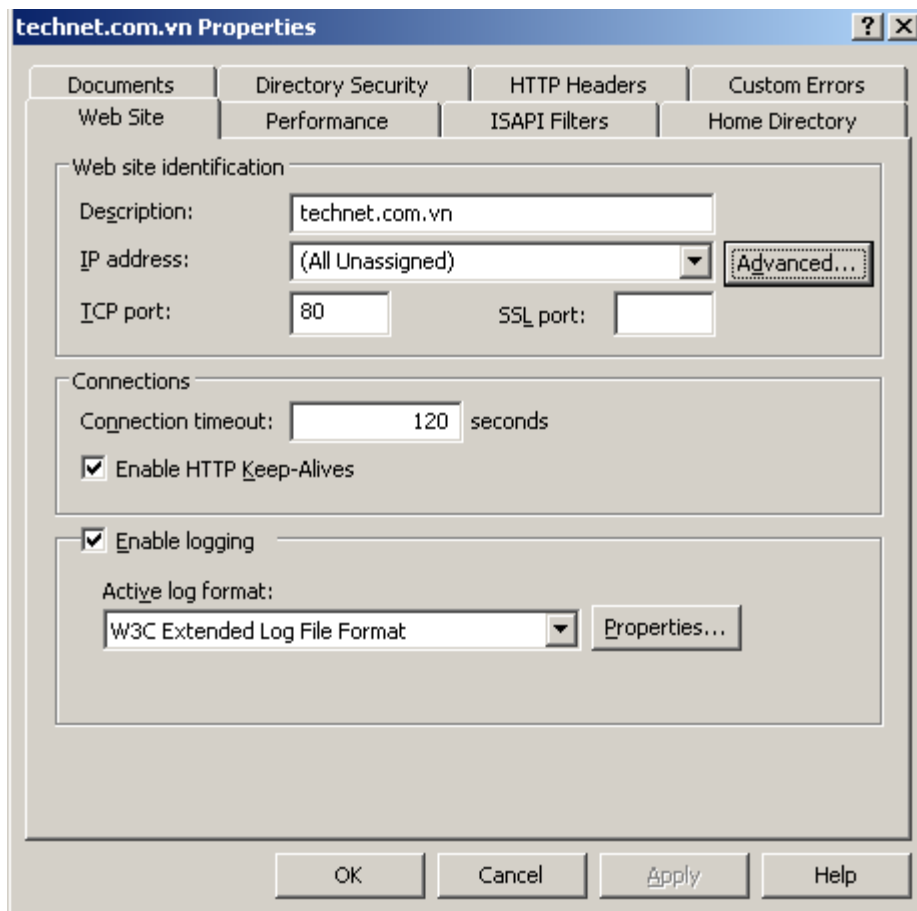 technet.com.vn Properties
Documents Directory Security HTTP Headers Custom Errors
Web Site Performance ISAPI Filters Home Directory
Web site identification
Description: technet.com.vn
IP address: (All Unassigned) Advanced...
TCP port: 80 SSL port:
Connections
Connection timeout: 120 seconds
Enable HTTP Keep-Alives
Enable logging
Active log format:
W3C Extended Log File Format Properties...
OK Cancel Apply Help